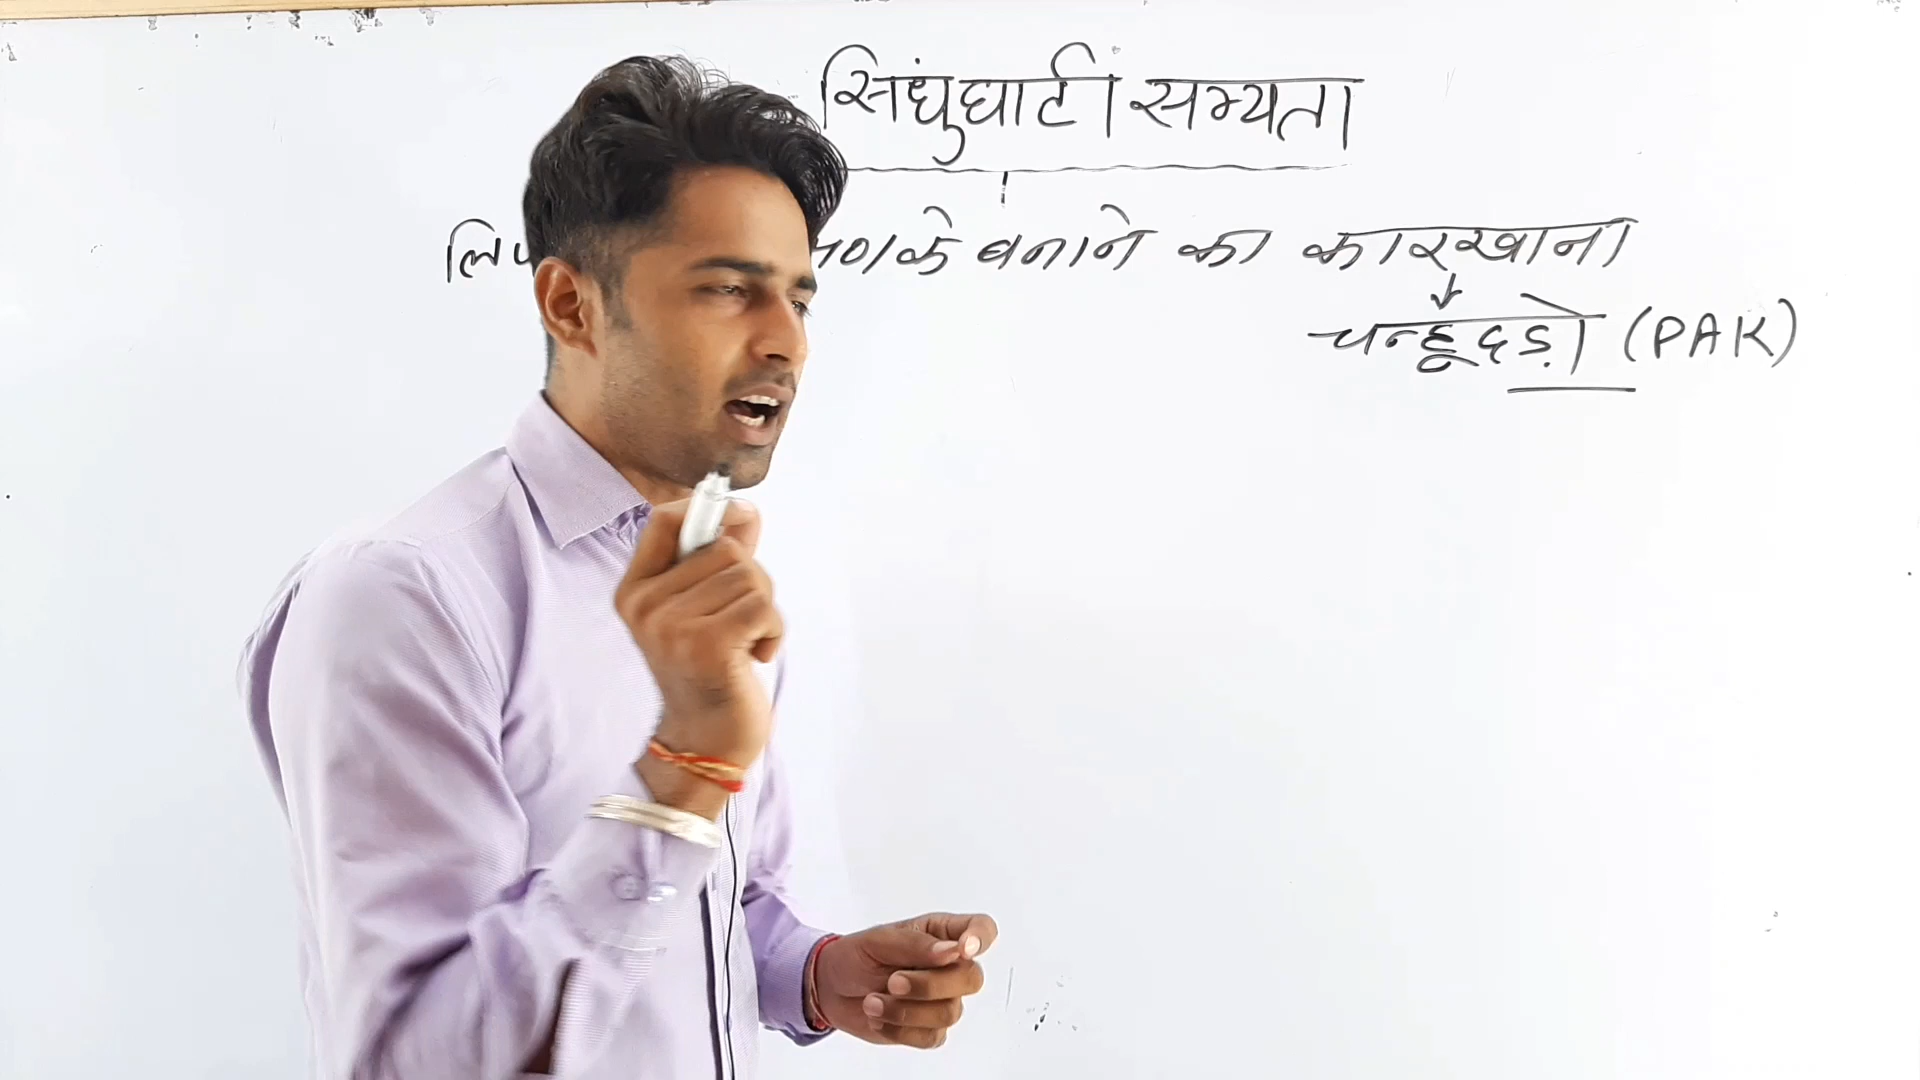 सिंधुघाटी सभ्यता
के बनाने का कारखाना
चन्हूदड़ो (PAK)